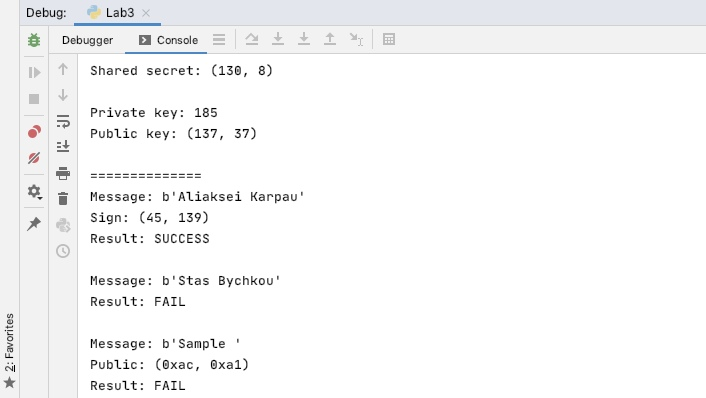 Debug: Lab3
Debugger Console
Shared secret: (130, 8)
Private key: 185
Public key: (137, 37)
==============
Message: b'Aliaksei Karpau'
Sign: (45, 139)
Result: SUCCESS
Message: b'Stas Bychkou'
Result: FAIL
Message: b'Sample '
Public: (0xac, 0xa1)
Result: FAIL
2: Favorites